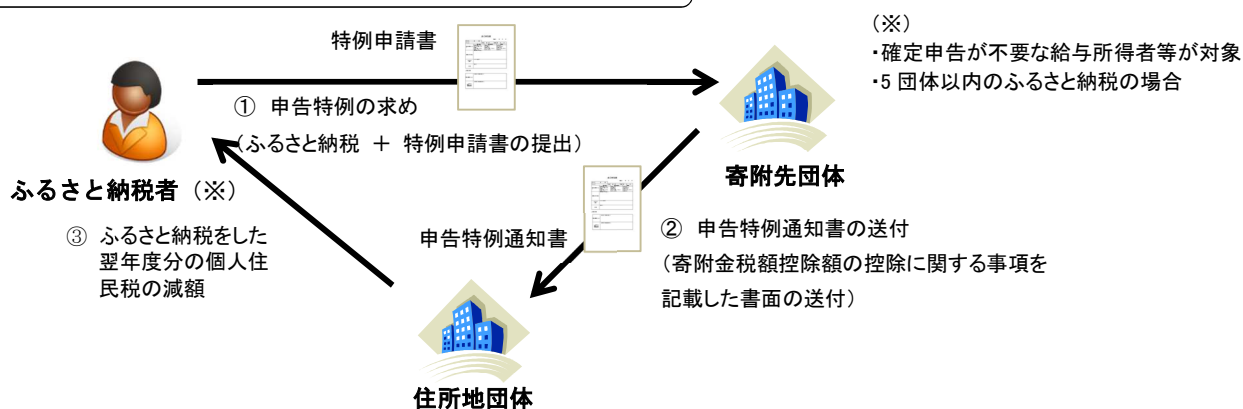 特例申請書
① 申告特例の求め
(ふるさと納税 + 特例申請書の提出)
(※)
・確定申告が不要な給与所得者等が対象
・5 団体以内のふるさと納税の場合
ふるさと納税者 (※)
寄附先団体
③ ふるさと納税をした
翌年度分の個人住
民税の減額
申告特例通知書
② 申告特例通知書の送付
(寄附金税額控除額の控除に関する事項を
記載した書面の送付)
住所地団体